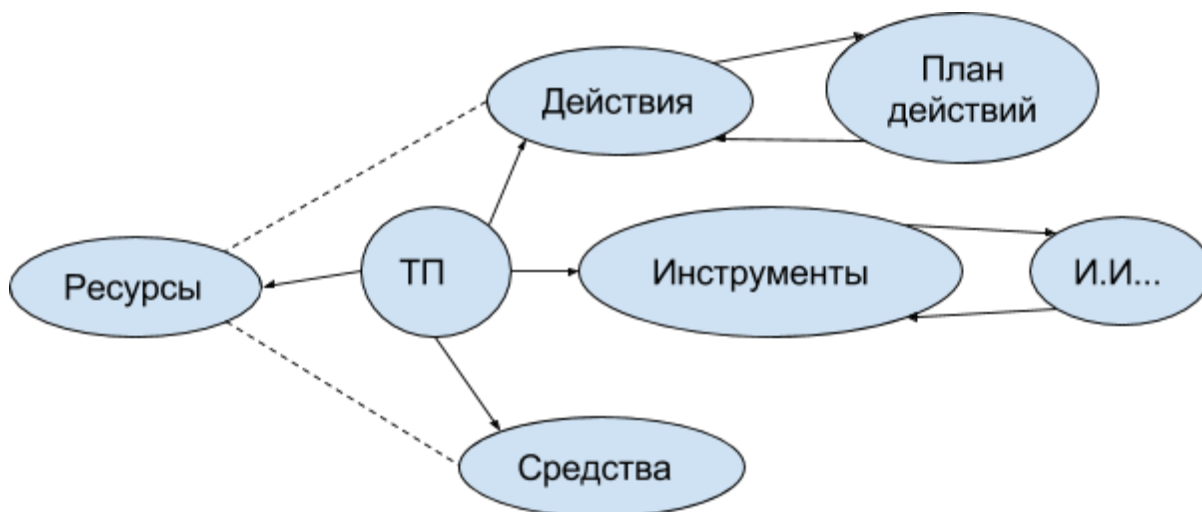 Действия
План
действий
Ресурсы
ТП
Инструменты
И.И...
Средства